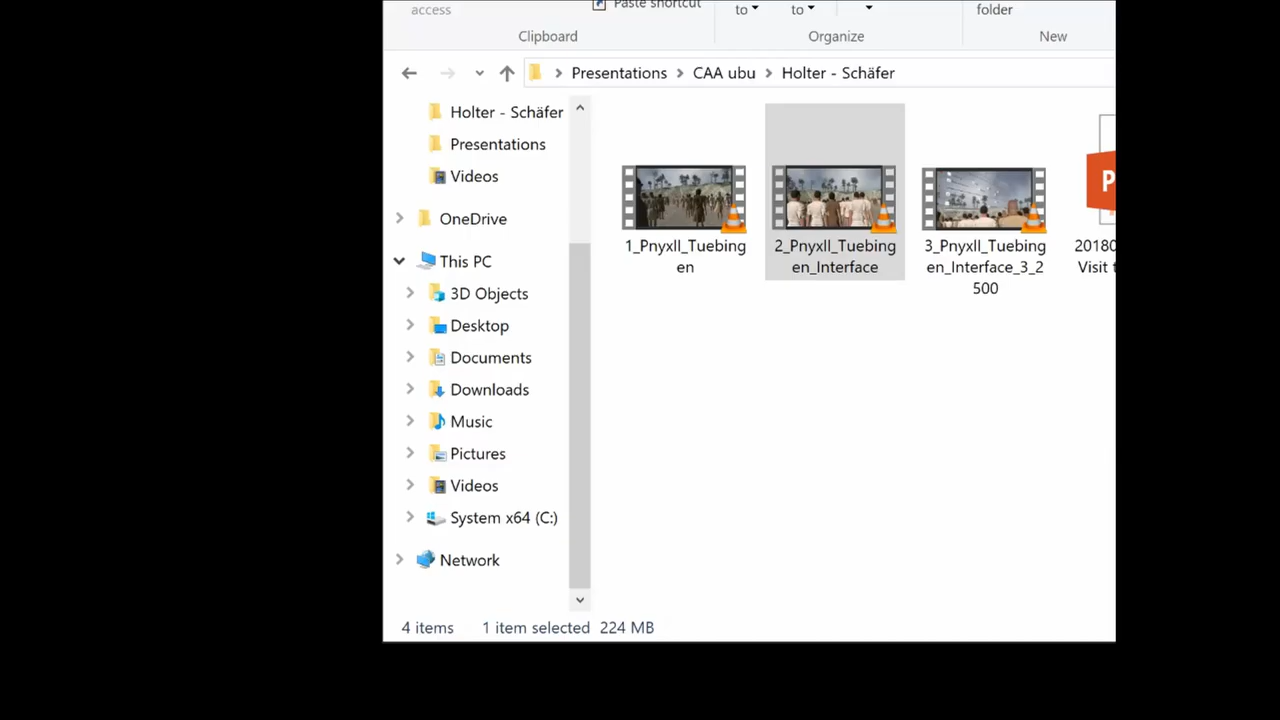 access
Paste shortcut
to to
folder
Clipboard
Organize
New
Presentations
CAA ubu
Holter - Schäfer
Holter - Schäfer
Presentations
Videos
OneDrive
This PC
3D Objects
Desktop
Documents
Downloads
Music
Pictures
Videos
System x64 (C:)
Network
1_PnyxII_Tuebing
en
2_PnyxII_Tuebing
en_Interface
3_PnyxII_Tuebing
en_Interface_3_2
500
P
20180
Visit t
4 items
1 item selected
224 MB